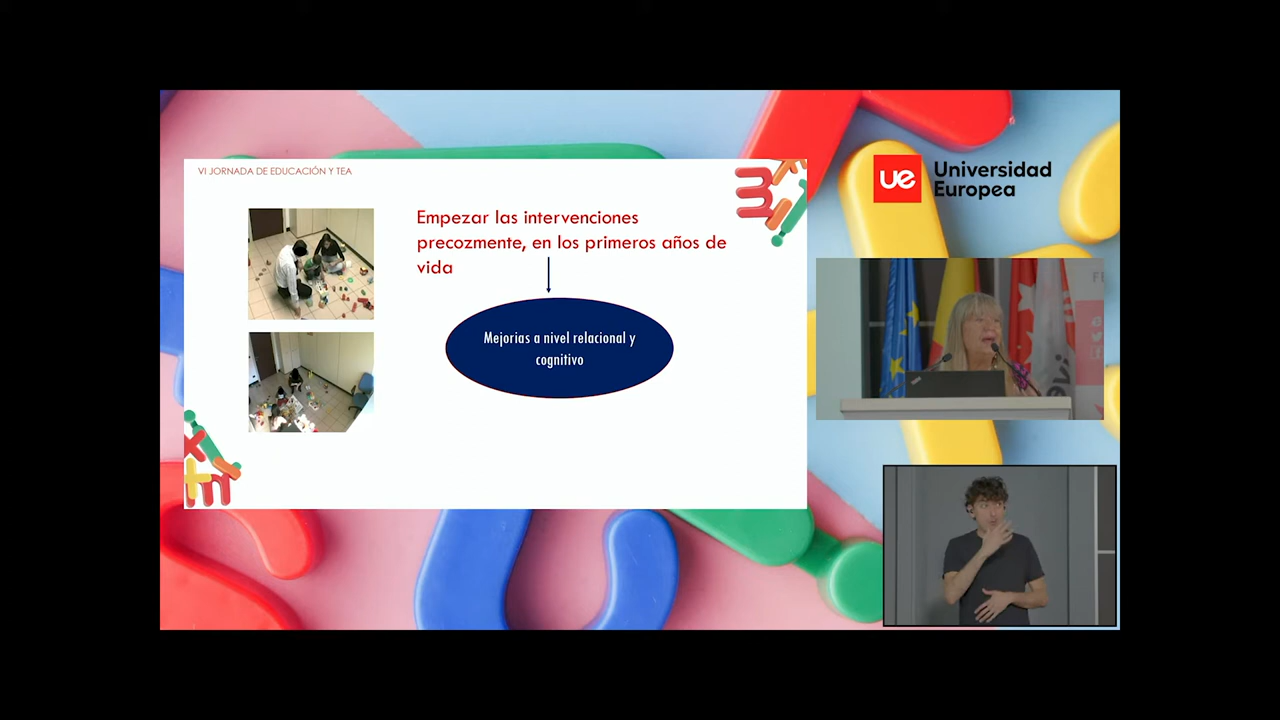 VI JORNADA DE EDUCACIÓN Y TEA
Empezar las intervenciones
precozmente, en los primeros años de
vida
Mejorias a nivel relacional y
cognitivo
ue Universidad
Europea